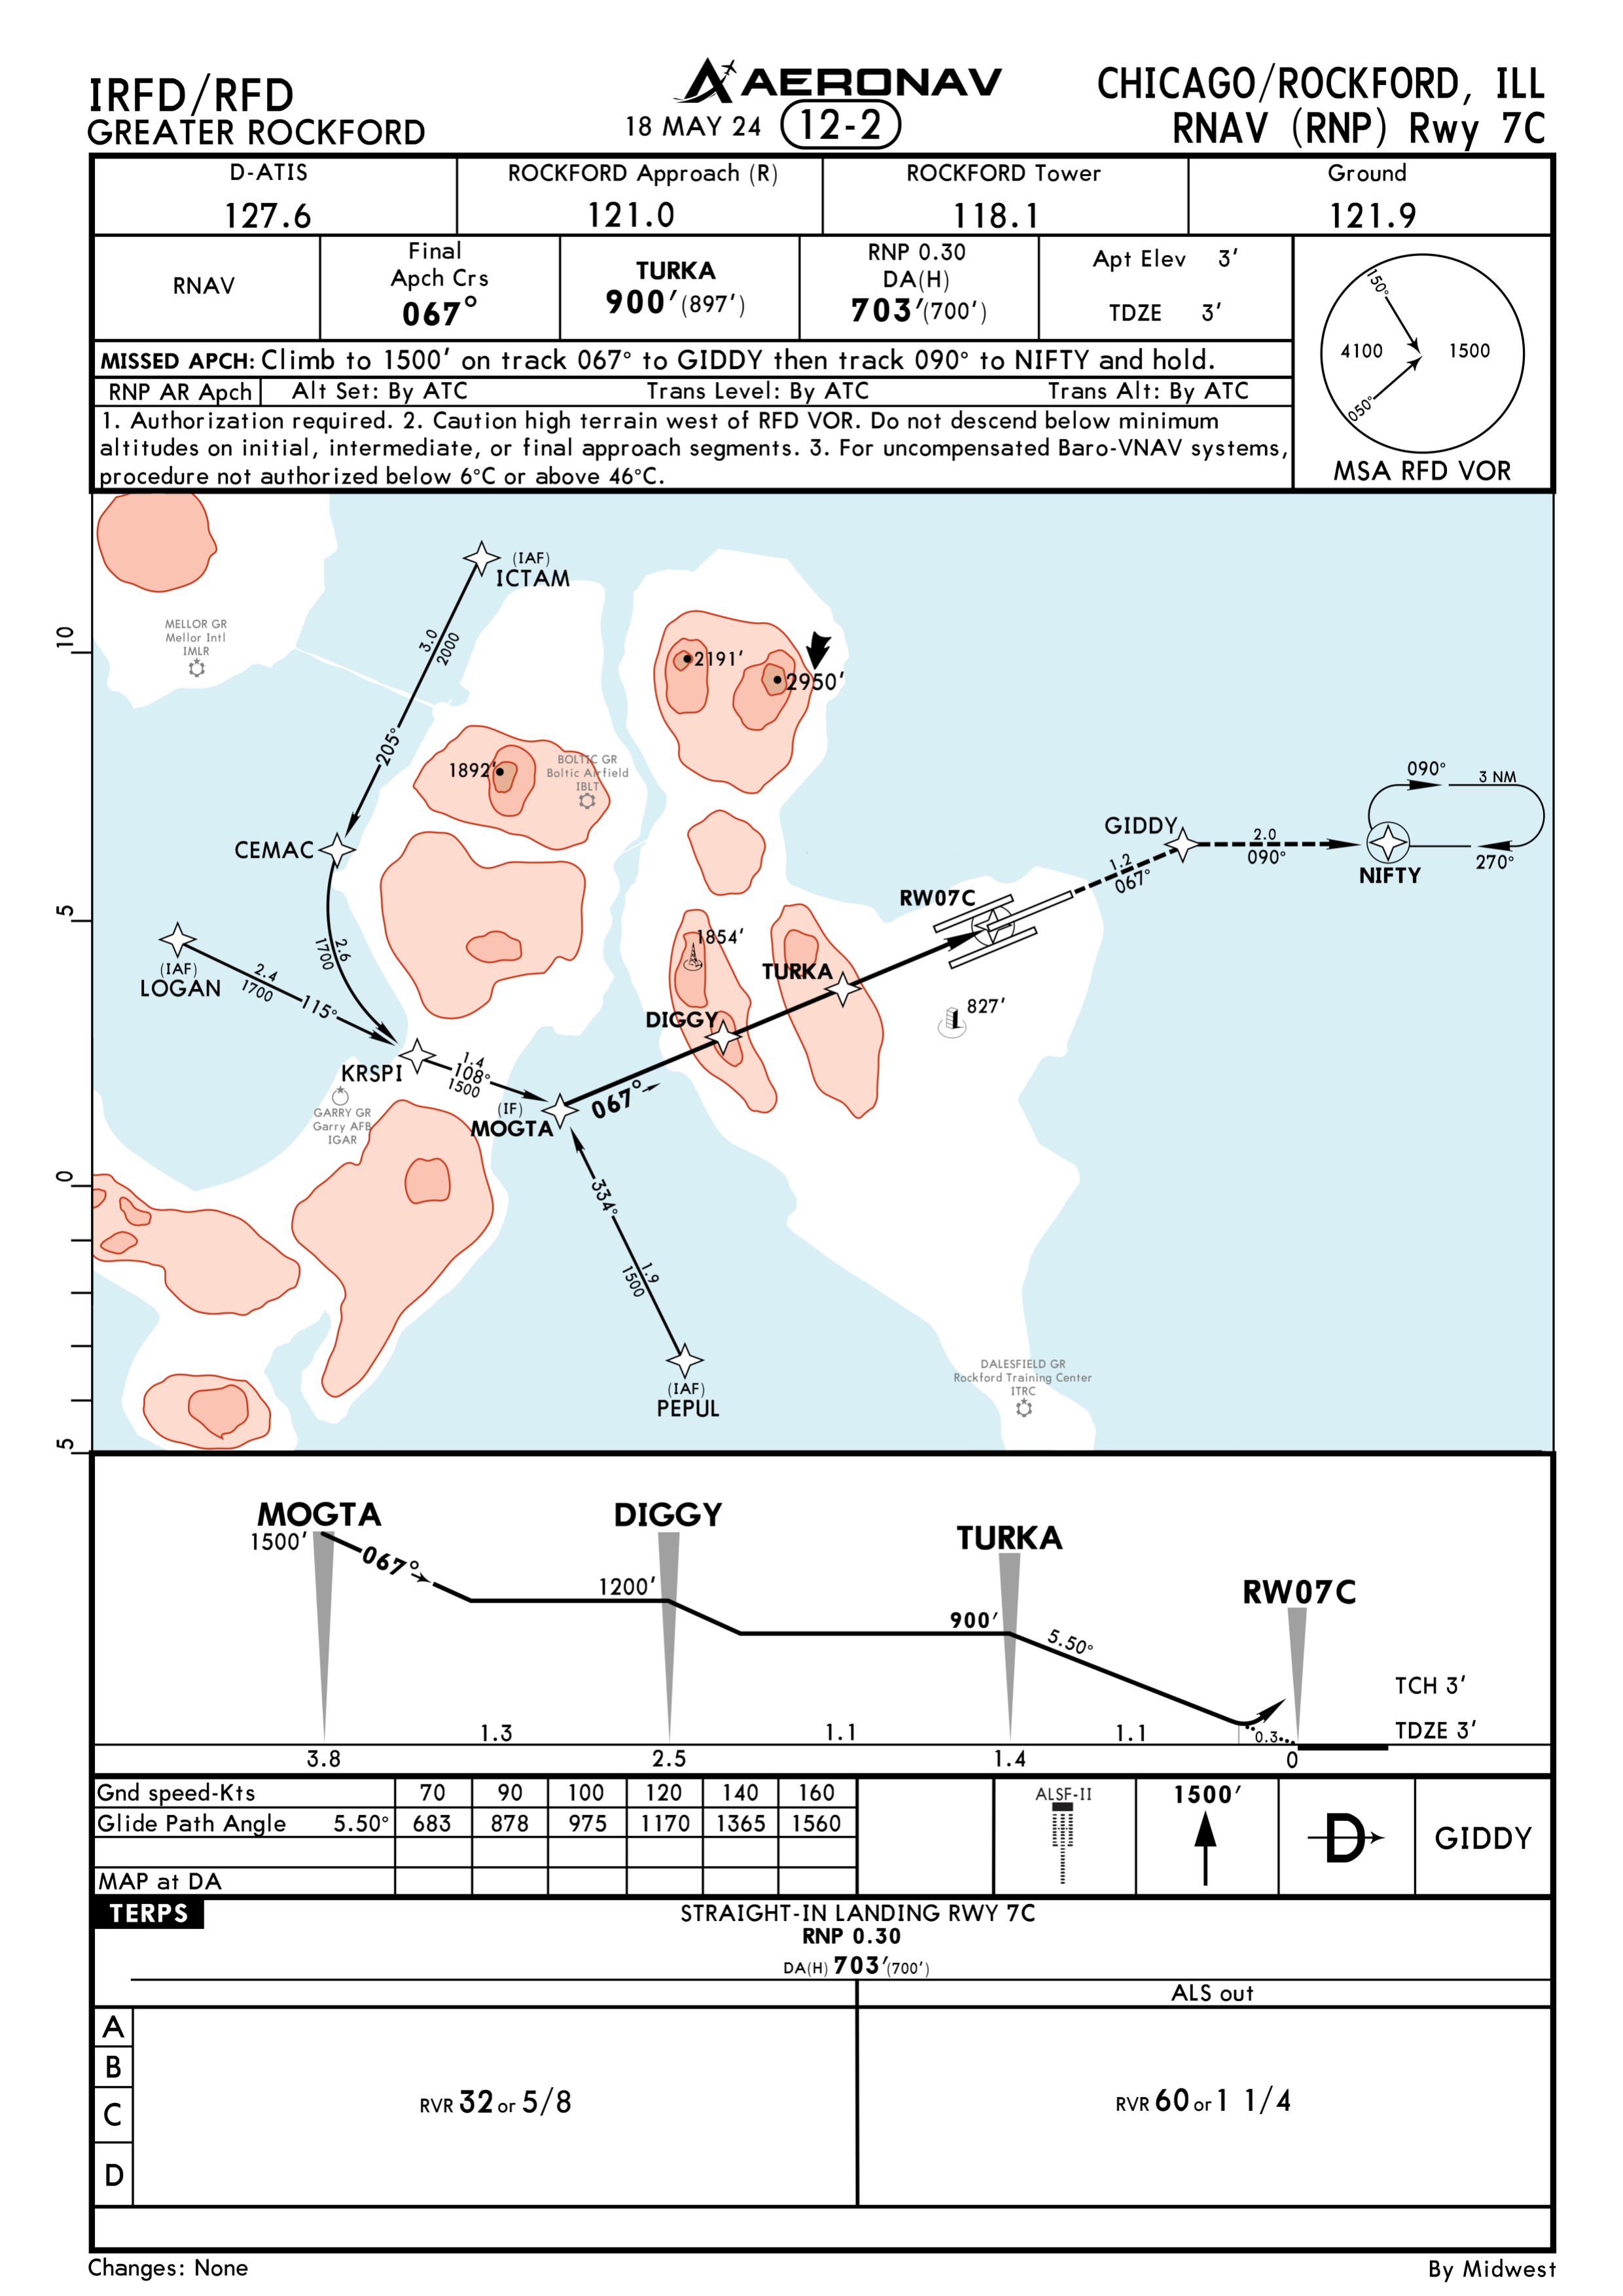 IRFD/RFD
GREATER ROCKFORD
AERONAV
18 MAY 24 12-2
CHICAGO/ROCKFORD, ILL
RNAV (RNP) Rwy 7C
D-ATIS
127.6
ROCKFORD Approach (R)
121.0
ROCKFORD Tower
118.1
Ground
121.9
RNAV
Final
Apch Crs
067°
TURKA
900′(897′)
RNP 0.30
DA(H)
703′(700′)
Apt Elev 3′
TDZE 3′
150°
4100 1500
050°
MSA RFD VOR
MISSED APCH: Climb to 1500′ on track 067° to GIDDY then track 090° to NIFTY and hold.
RNP AR Apch Alt Set: By ATC Trans Level: By ATC Trans Alt: By ATC
1. Authorization required. 2. Caution high terrain west of RFD VOR. Do not descend below minimum
altitudes on initial, intermediate, or final approach segments. 3. For uncompensated Baro-VNAV systems,
procedure not authorized below 6°C or above 46°C.
(IAF)
ICTAM
MELLOR GR
Mellor Intl
IMLR
3.0
2000
205°
10
2191′
2950′
1892′
BOLTIC GR
Boltic Airfield
IBLT
CEMAC
090°
3 NM
GIDDY
2.0
090°
270°
NIFTY
1.2
067°
RW07C
5
2.6
1700
1854′
(IAF)
LOGAN
2.4
1700
115°
TURKA
827′
DIGGY
KRSPI
1.4
108°
1500
GARRY GR
Garry AFB
IGAR
(IF)
MOGTA
067°
0
334°
1.9
1500
(IAF)
PEPUL
DALESFIELD GR
Rockford Training Center
ITRC
5
MOGTA
1500′
067°
DIGGY
1200′
TURKA
900′
5.50°
RW07C
TCH 3′
TDZE 3′
1.3 1.1 1.1 0.3
3.8 2.5 1.4 0
Gnd speed-Kts 70 90 100 120 140 160
Glide Path Angle 5.50° 683 878 975 1170 1365 1560
MAP at DA
ALSF-II
1500′
D
GIDDY
TERPS
STRAIGHT-IN LANDING RWY 7C
RNP 0.30
DA(H) 703′(700′)
ALS out
A
B
C
D
RVR 32 or 5/8
RVR 60 or 1 1/4
Changes: None
By Midwest